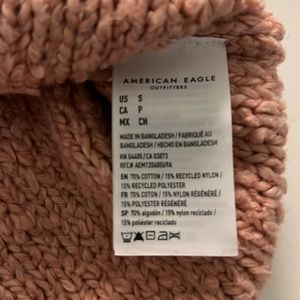 AMERICAN EAGLE
OUTFITTERS
US S
CA P
MX CH
MADE IN BANGLADESH / FABRIQUÉ AU
BANGLADESH / HECHO EN BANGLADESH
RN 54485/CA 03873
RFC# AEM120605U9A
EN 70% COTTON / 15% RECYCLED NYLON /
15% RECYCLED POLYESTER
FR 70% COTON / 15% NYLON RÉGÉNÉRÉ /
15% POLYESTER RÉGÉNÉRÉ
SP 70% algodón / 15% nylon reciclado /
15% poliéster reciclado